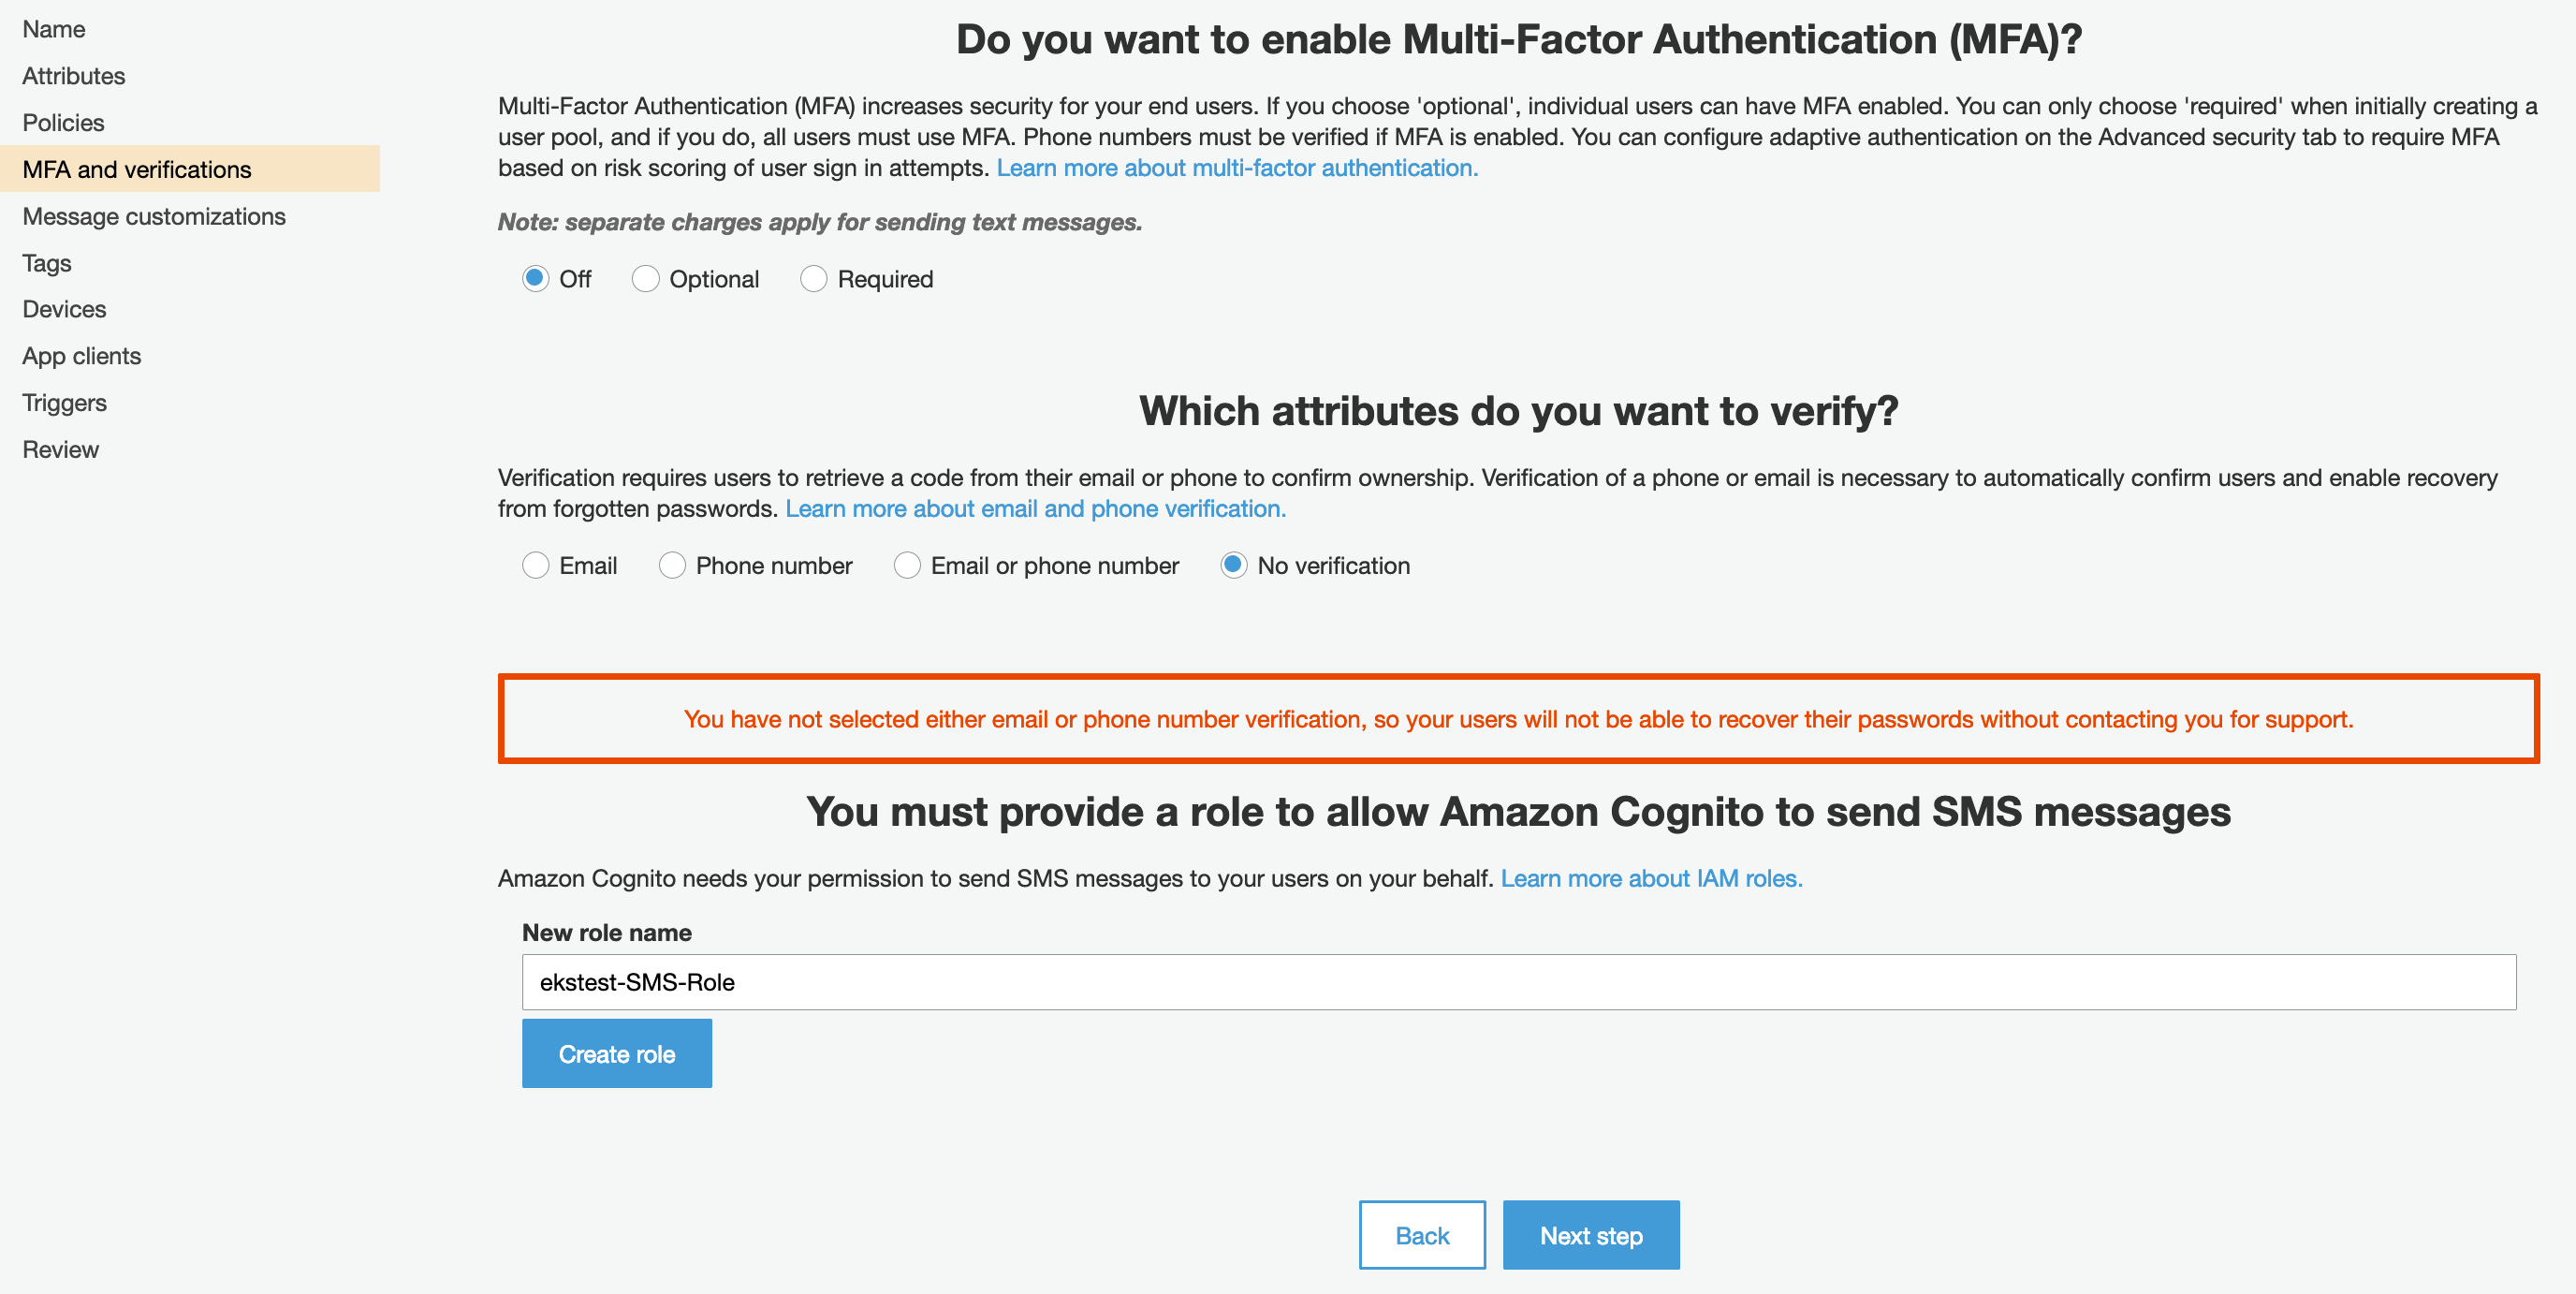 Name
Attributes
Policies
MFA and verifications
Message customizations
Tags
Devices
App clients
Triggers
Review
Do you want to enable Multi-Factor Authentication (MFA)?
Multi-Factor Authentication (MFA) increases security for your end users. If you choose 'optional', individual users can have MFA enabled. You can only choose 'required' when initially creating a
user pool, and if you do, all users must use MFA. Phone numbers must be verified if MFA is enabled. You can configure adaptive authentication on the Advanced security tab to require MFA
based on risk scoring of user sign in attempts. Learn more about multi-factor authentication.
Note: separate charges apply for sending text messages.
Off Optional Required
Which attributes do you want to verify?
Verification requires users to retrieve a code from their email or phone to confirm ownership. Verification of a phone or email is necessary to automatically confirm users and enable recovery
from forgotten passwords. Learn more about email and phone verification.
Email Phone number Email or phone number No verification
You have not selected either email or phone number verification, so your users will not be able to recover their passwords without contacting you for support.
You must provide a role to allow Amazon Cognito to send SMS messages
Amazon Cognito needs your permission to send SMS messages to your users on your behalf. Learn more about IAM roles.
New role name
ekstest-SMS-Role
Create role
Back Next step